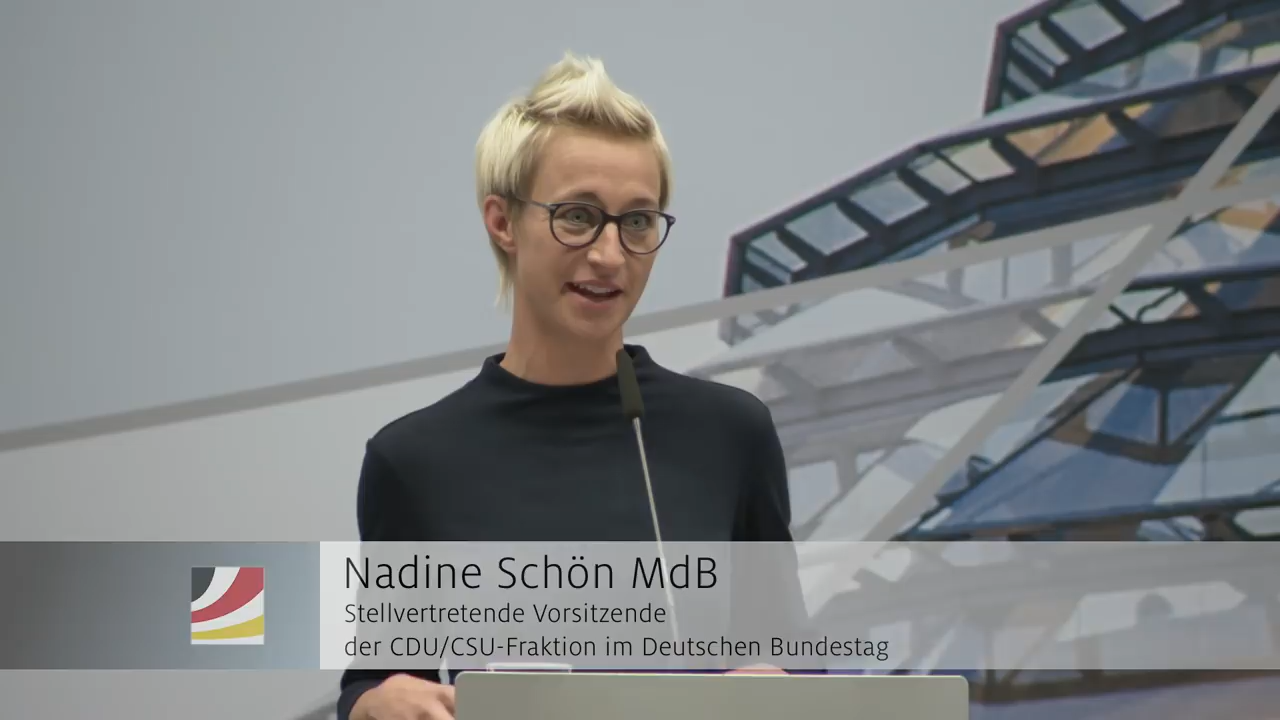 Nadine Schön MdB
Stellvertretende Vorsitzende
der CDU/CSU-Fraktion im Deutschen Bundestag